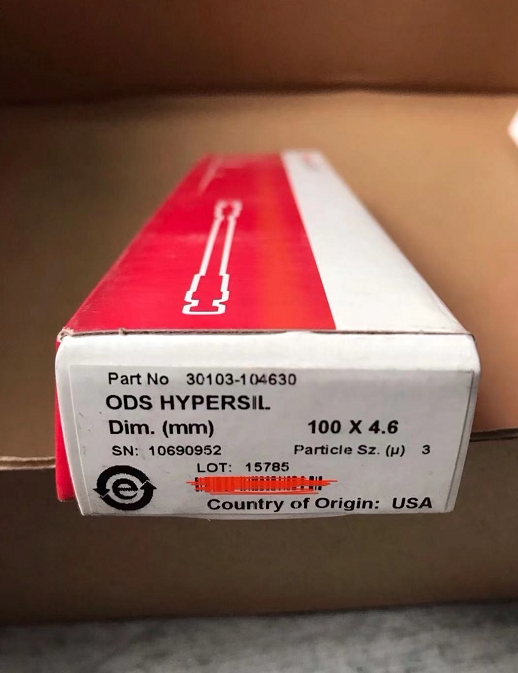 Part No 30103-104630
ODS HYPERSIL
Dim. (mm) 100 X 4.6
SN: 10690952 Particle Sz. (µ) 3
LOT: 15785
e
Country of Origin: USA